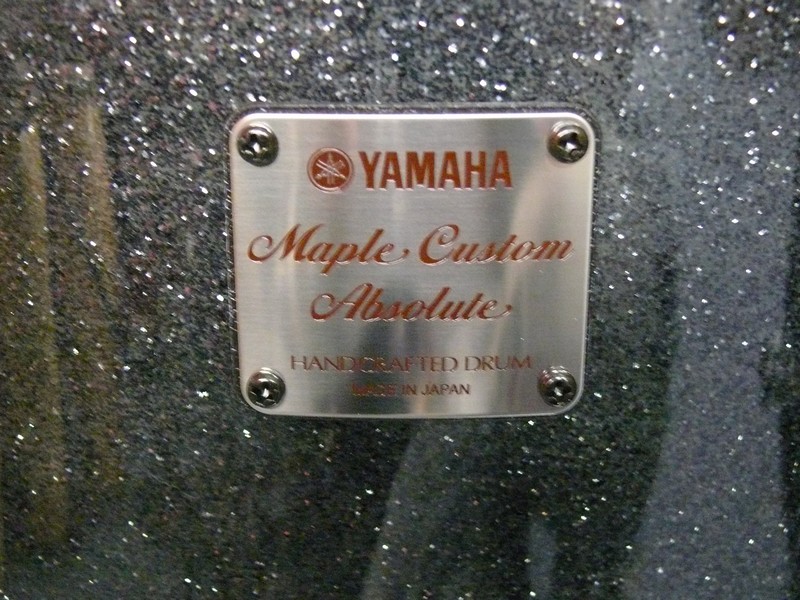 YAMAHA
Maple Custom
Absolute
HANDCRAFTED DRUM
MADE IN JAPAN